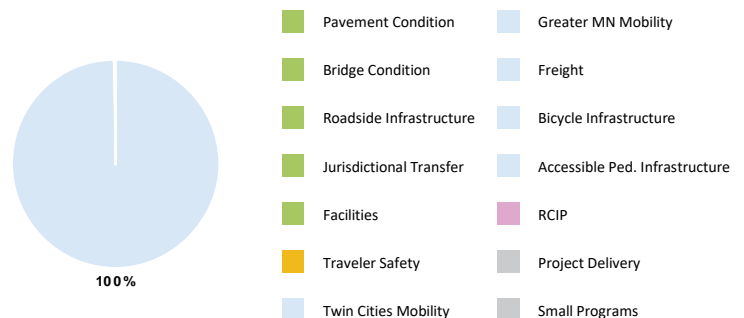 Pavement Condition
Greater MN Mobility
Bridge Condition
Freight
Roadside Infrastructure
Bicycle Infrastructure
Jurisdictional Transfer
Accessible Ped. Infrastructure
Facilities
RCIP
Traveler Safety
Project Delivery
100%
Twin Cities Mobility
Small Programs